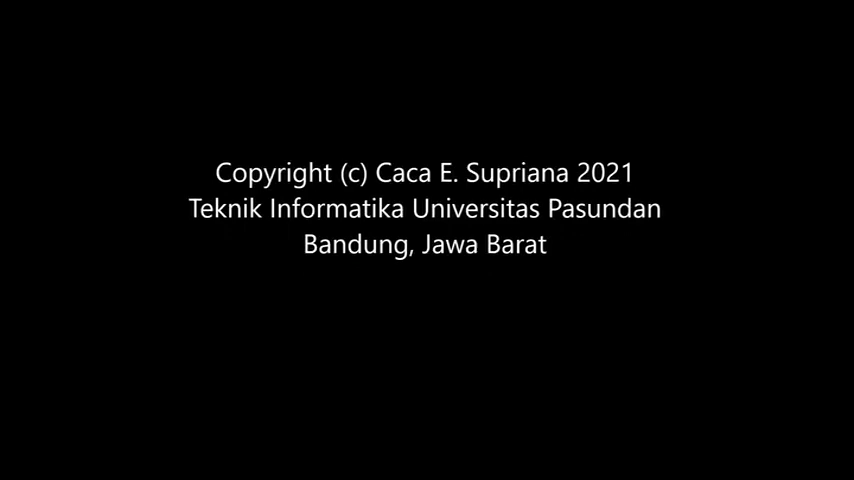 Copyright (c) Caca E. Supriana 2021
Teknik Informatika Universitas Pasundan
Bandung, Jawa Barat